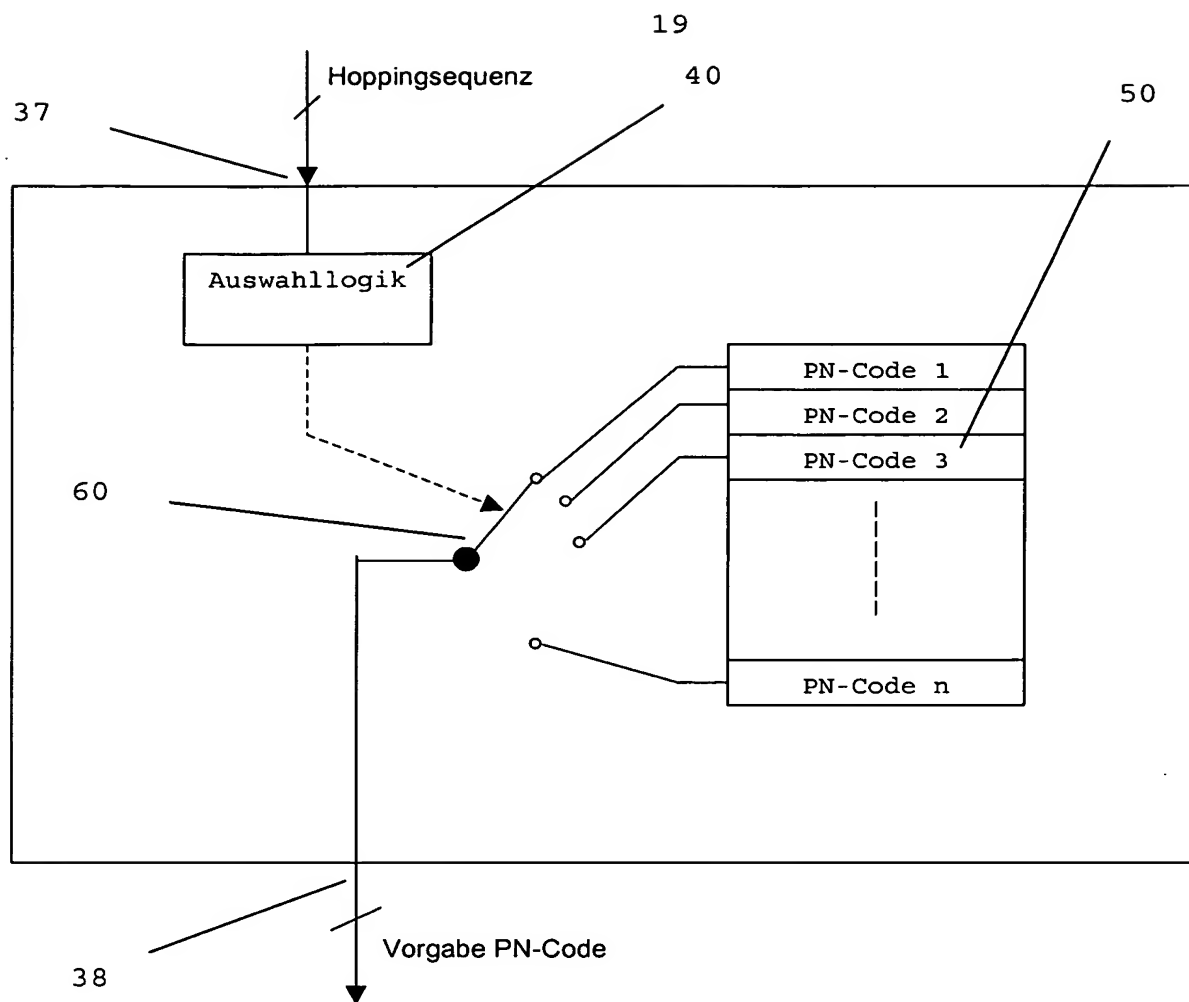 19
Hoppingsequenz
40
37
50
Auswahllogik
PN-Code 1
PN-Code 2
PN-Code 3
60
PN-Code n
Vorgabe PN-Code
38